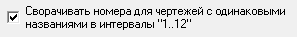 Сворачивать номера для чертежей с одинаковыми
названиями в интервалы "1..12"